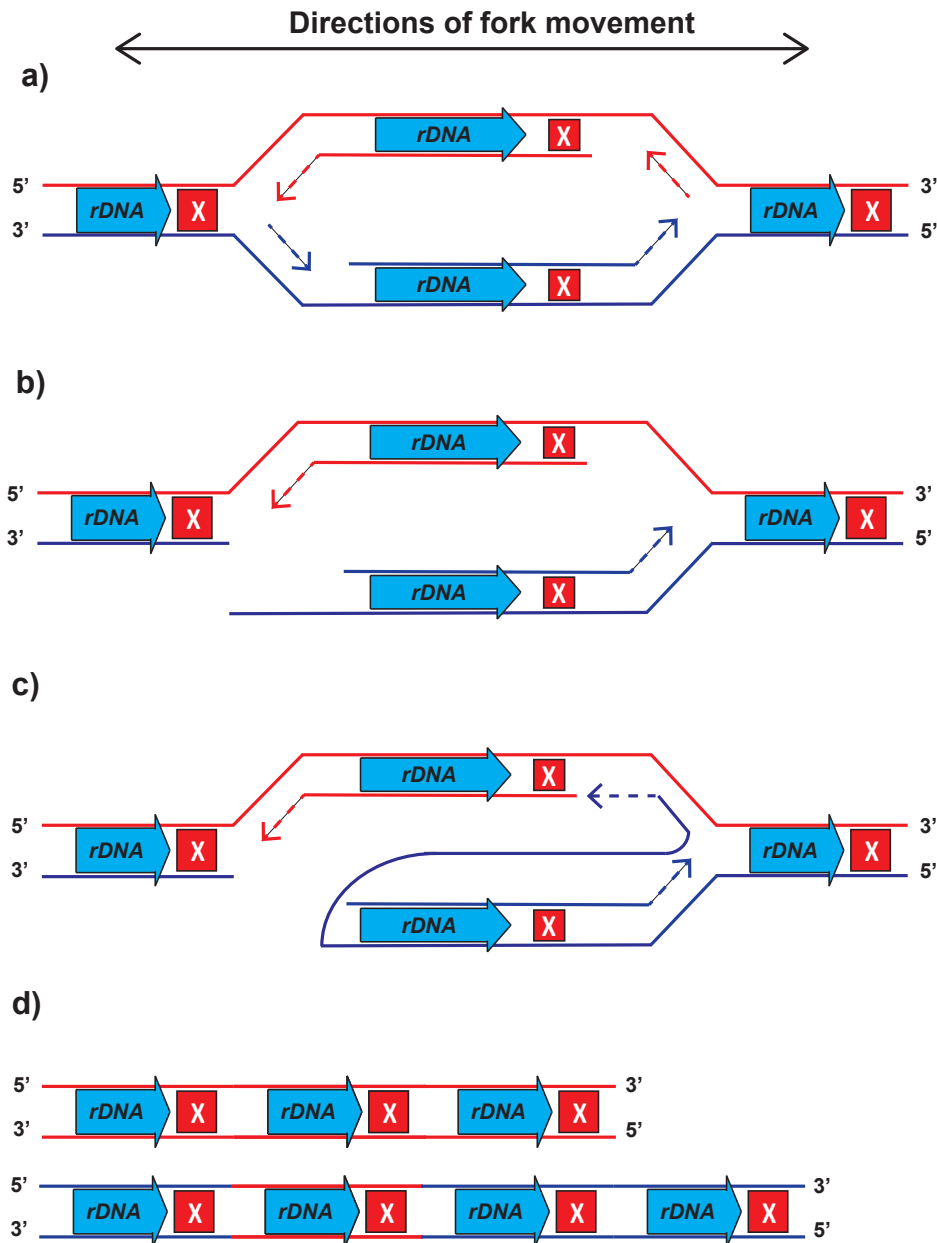 Directions of fork movement
a)
rDNA X
5' 3'
rDNA X rDNA X
3' 5'
rDNA X
b)
rDNA X
5' 3'
rDNA X rDNA X
3' 5'
rDNA X
c)
rDNA X
5' 3'
rDNA X rDNA X
3' 5'
rDNA X
d)
5' 3'
rDNA X rDNA X rDNA X
3' 5'
5' 3'
rDNA X rDNA X rDNA X rDNA X
3' 5'